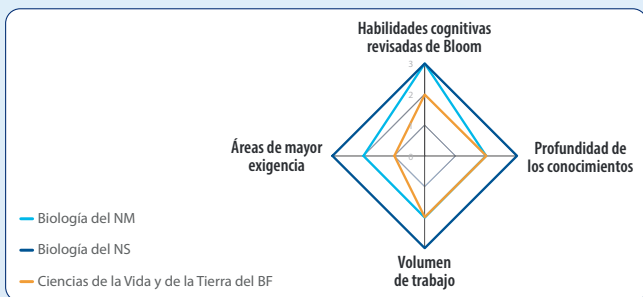 Habilidades cognitivas
revisadas de Bloom
3
2
Áreas de mayor
exigencia
0
Profundidad de
los conocimientos
Biología del NM
Biología del NS
Ciencias de la Vida y de la Tierra del BF
Volumen
de trabajo